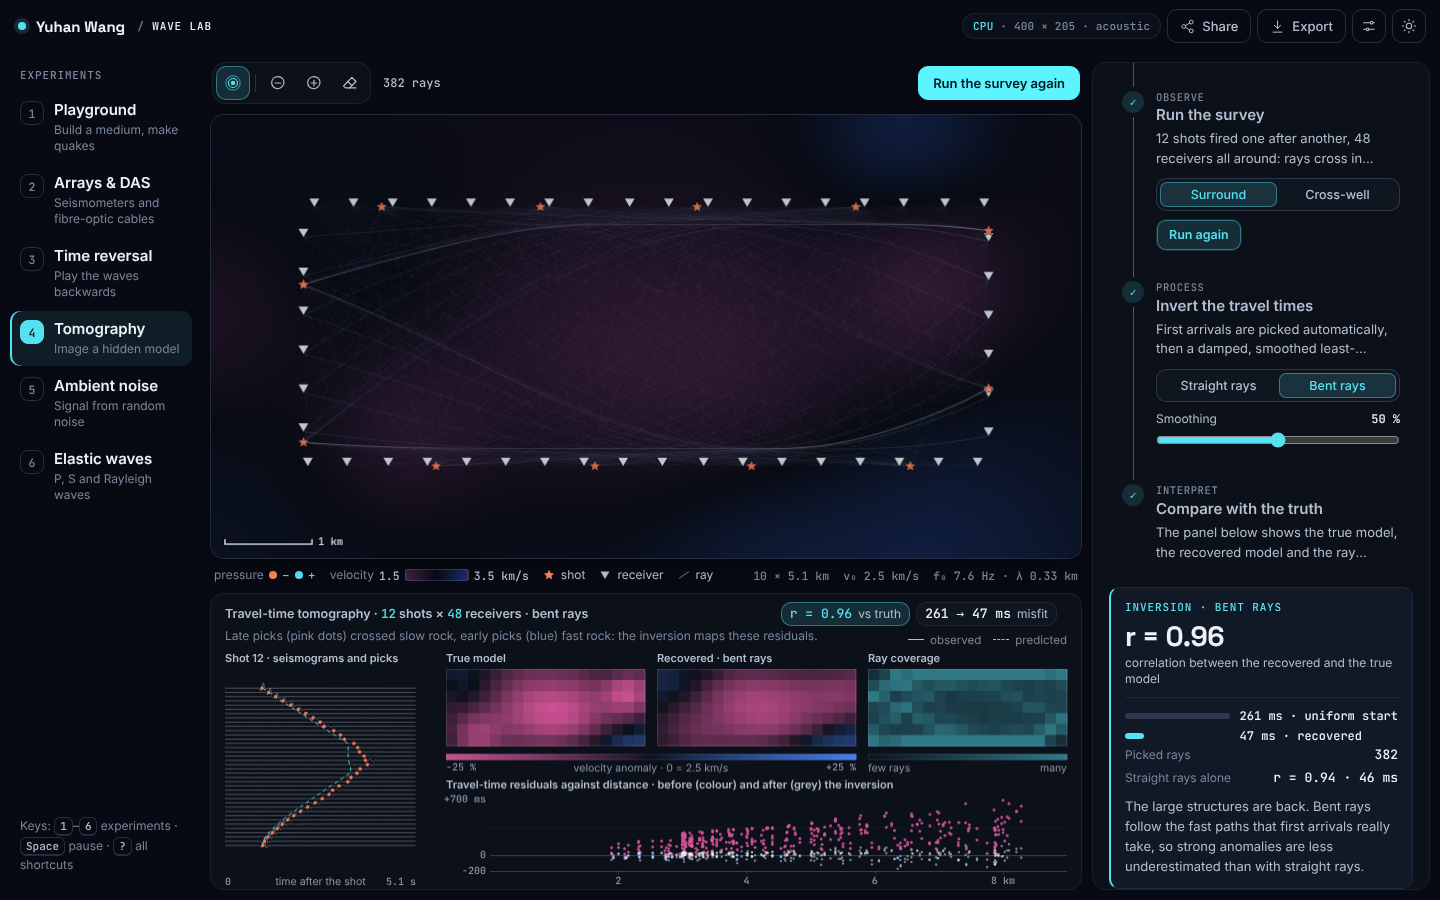 Yuhan Wang / WAVE LAB
CPU · 400 × 205 · acoustic
Share
Export
EXPERIMENTS
1 Playground
Build a medium, make
quakes
2 Arrays & DAS
Seismometers and
fibre-optic cables
3 Time reversal
Play the waves
backwards
4 Tomography
Image a hidden model
5 Ambient noise
Signal from random
noise
6 Elastic waves
P, S and Rayleigh
waves
Keys: 1–6 experiments ·
Space pause · ? all
shortcuts
382 rays
Run the survey again
1 km
pressure − + velocity 1.5 3.5 km/s shot receiver ray
10 × 5.1 km v₀ 2.5 km/s f₀ 7.6 Hz · λ 0.33 km
Travel-time tomography · 12 shots × 48 receivers · bent rays
r = 0.96 vs truth
261 → 47 ms misfit
Late picks (pink dots) crossed slow rock, early picks (blue) fast rock: the inversion maps these residuals.
observed predicted
Shot 12 · seismograms and picks
0 time after the shot 5.1 s
True model
Recovered · bent rays
Ray coverage
-25 % velocity anomaly · 0 = 2.5 km/s +25 %
few rays many
Travel-time residuals against distance · before (colour) and after (grey) the inversion
+700 ms
0
-200
2 4 6 8 km
✓ OBSERVE
Run the survey
12 shots fired one after another, 48
receivers all around: rays cross in...
Surround Cross-well
Run again
✓ PROCESS
Invert the travel times
First arrivals are picked automatically,
then a damped, smoothed least-...
Straight rays Bent rays
Smoothing 50 %
✓ INTERPRET
Compare with the truth
The panel below shows the true model,
the recovered model and the ray...
INVERSION · BENT RAYS
r = 0.96
correlation between the recovered and the true
model
261 ms · uniform start
47 ms · recovered
Picked rays 382
Straight rays alone r = 0.94 · 46 ms
The large structures are back. Bent rays
follow the fast paths that first arrivals really
take, so strong anomalies are less
underestimated than with straight rays.